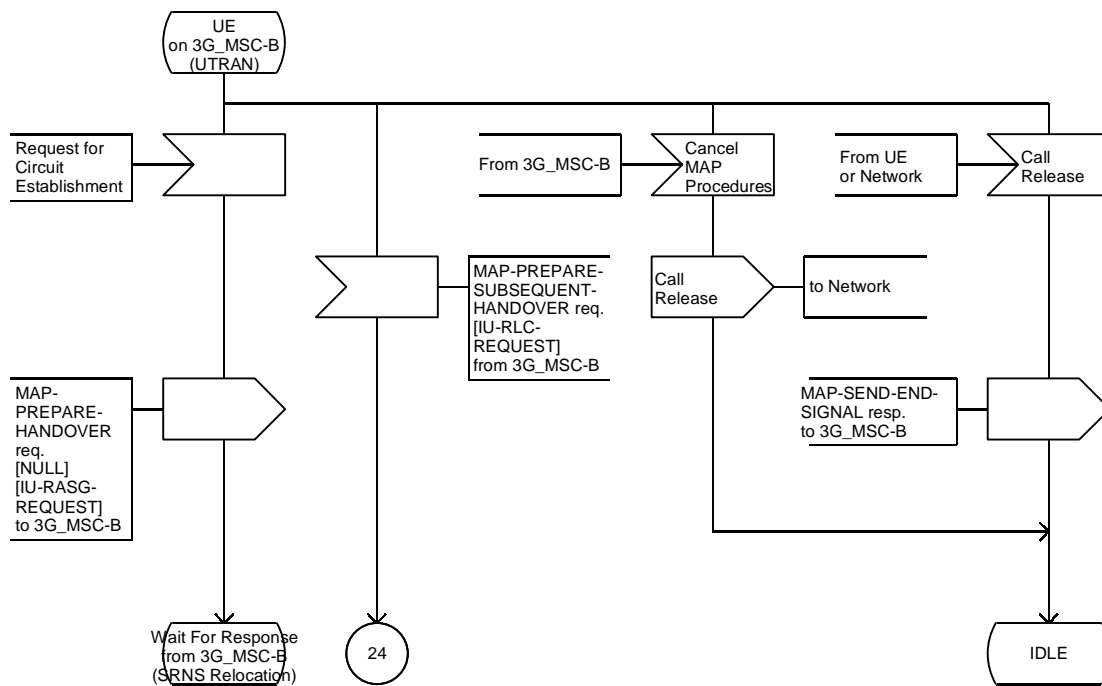 UE
on 3G_MSC-B
(UTRAN)
Request for
Circuit
Establishment
From 3G_MSC-B
Cancel
MAP
Procedures
From UE
or Network
Call
Release
MAP-PREPARE-
SUBSEQUENT-
HANDOVER req.
[IU-RLC-
REQUEST]
from 3G_MSC-B
Call
Release
to Network
MAP-
PREPARE-
HANDOVER
req.
[NULL]
[IU-RASG-
REQUEST]
to 3G_MSC-B
MAP-SEND-END-
SIGNAL resp.
to 3G_MSC-B
Wait For Response
from 3G_MSC-B
(SRNS Relocation)
24
IDLE